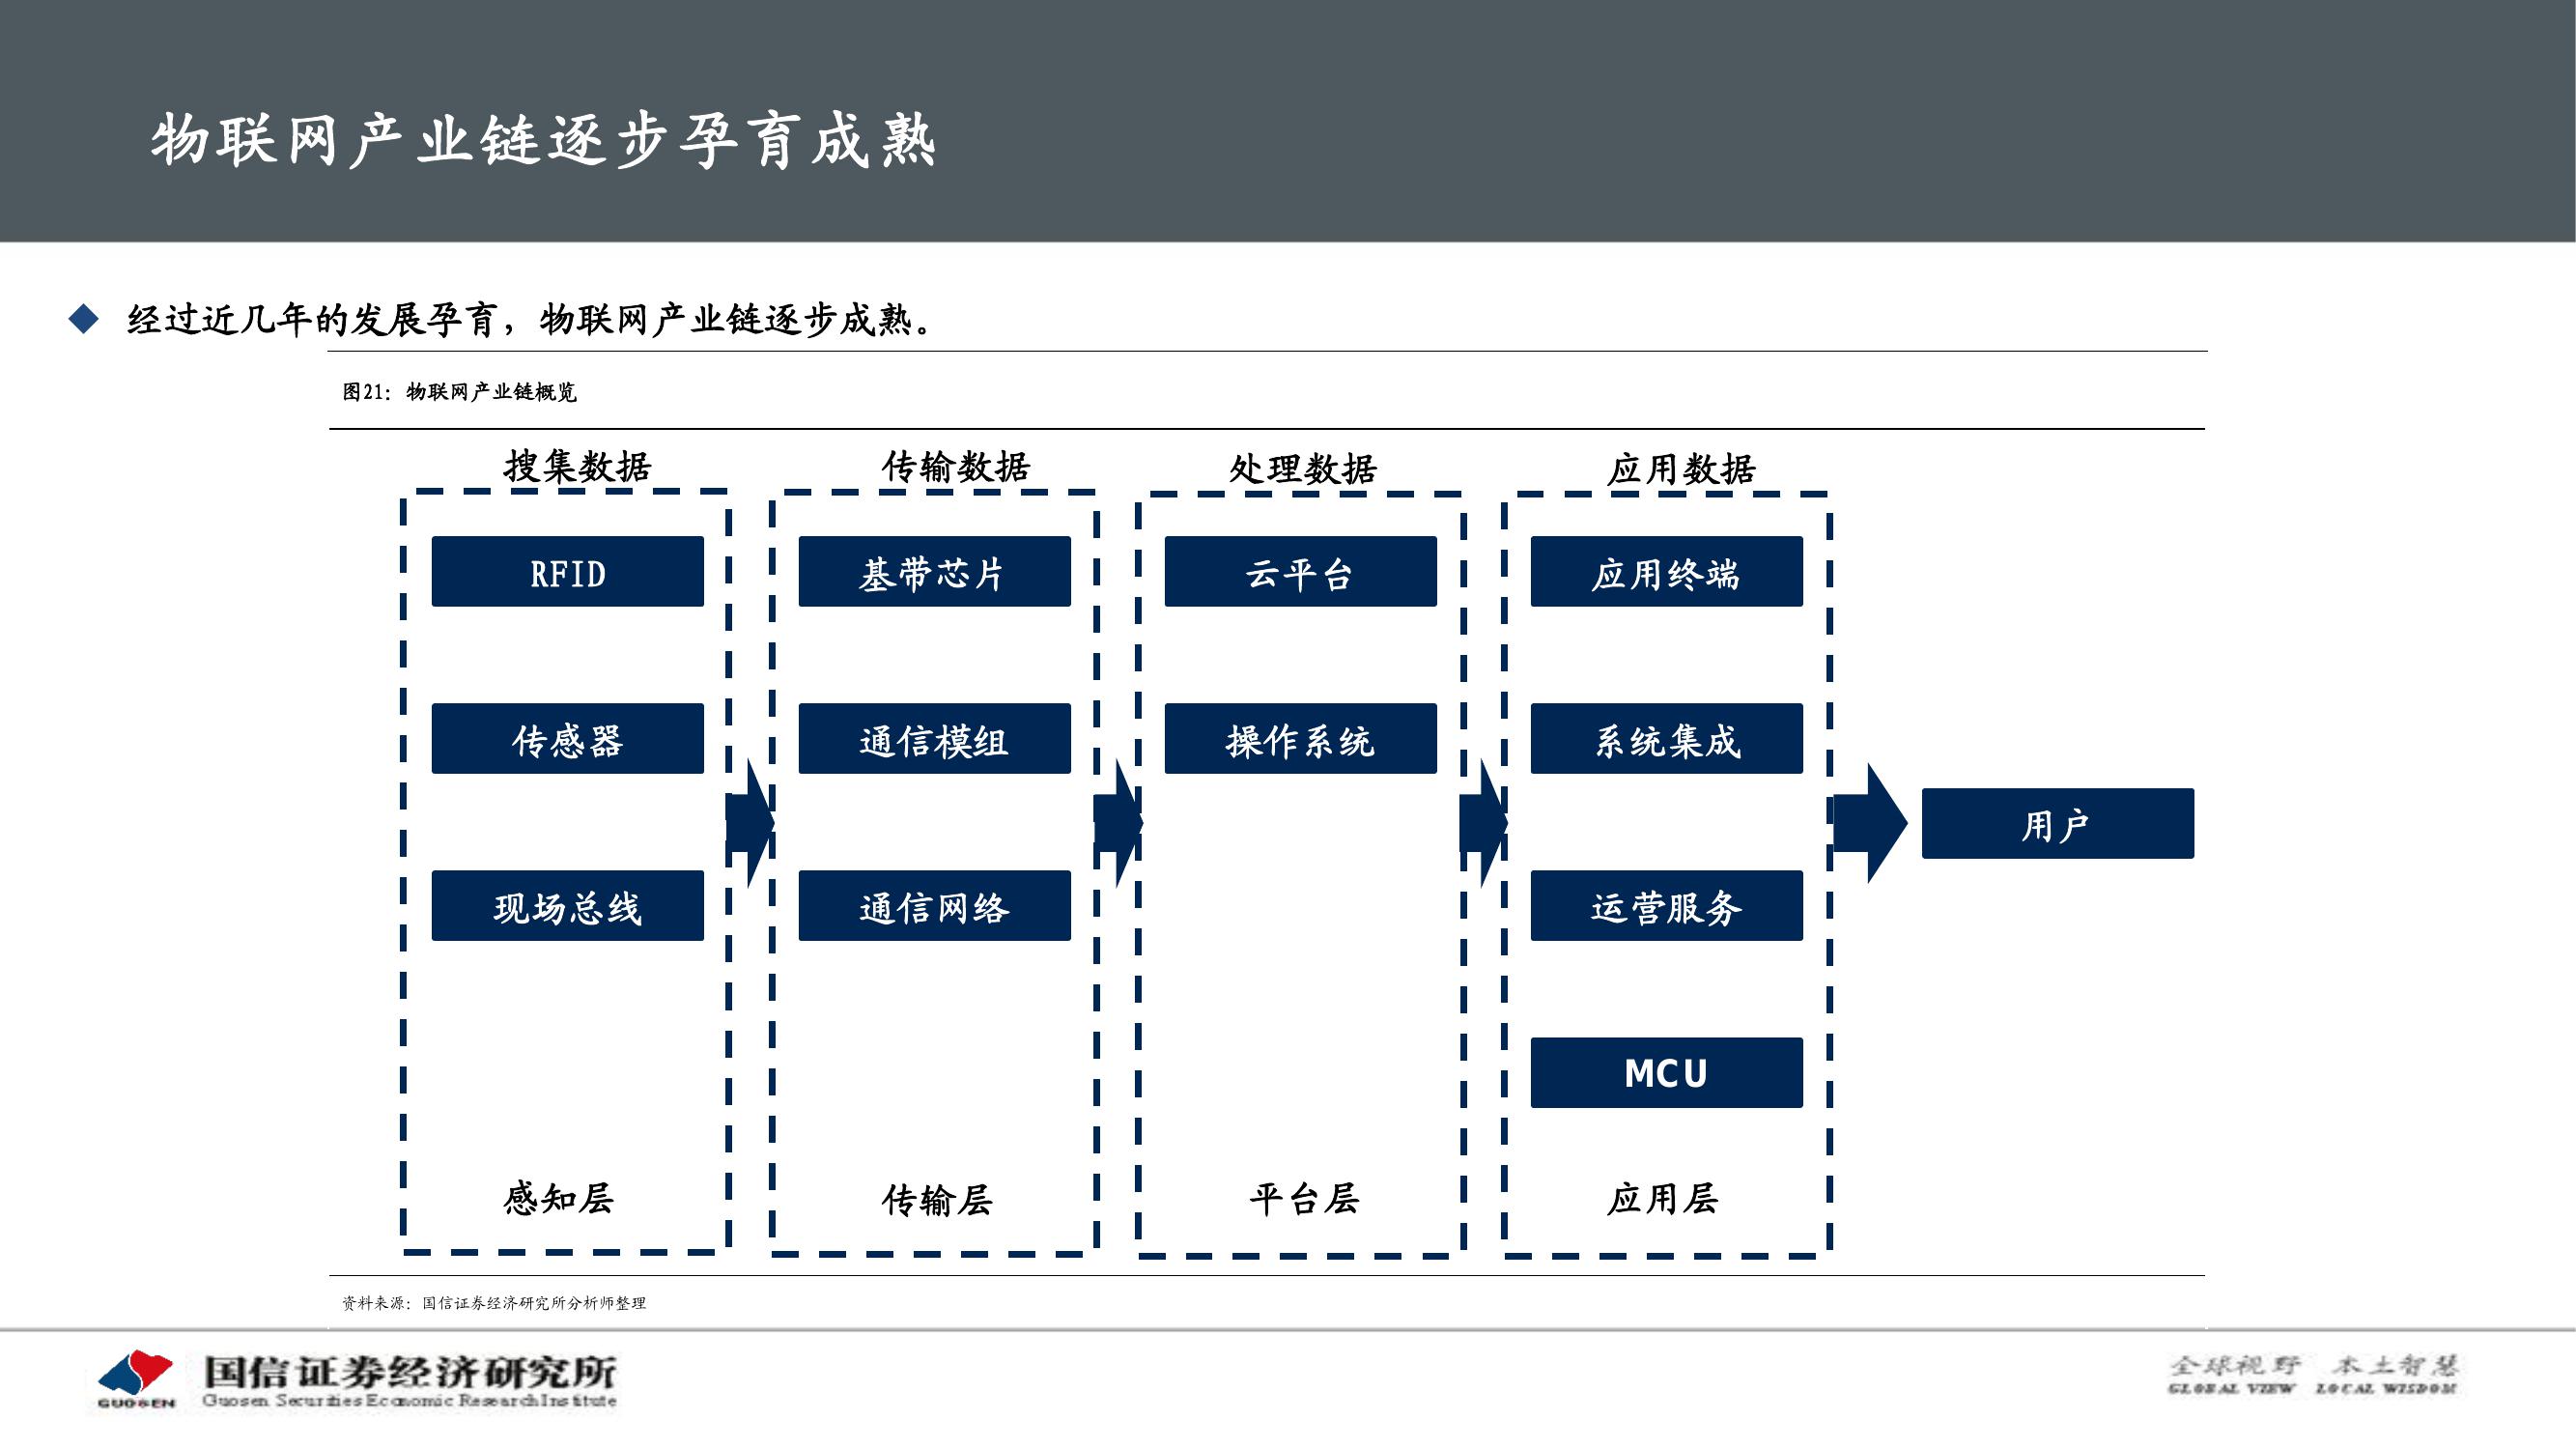 物联网产业链逐步孕育成熟
经过近几年的发展孕育，物联网产业链逐步成熟。
图21：物联网产业链概览
搜集数据
传输数据
处理数据
应用数据
RFID
基带芯片
云平台
应用终端
传感器
通信模组
操作系统
系统集成
用户
现场总线
通信网络
运营服务
MCU
感知层
传输层
平台层
应用层
资料来源：国信证券经济研究所分析师整理
GUOSEN
国信证券经济研究所
Guosen Securities Economic Research Institute
全球视野 本土智慧
GLOBAL VIEW LOCAL WISDOM